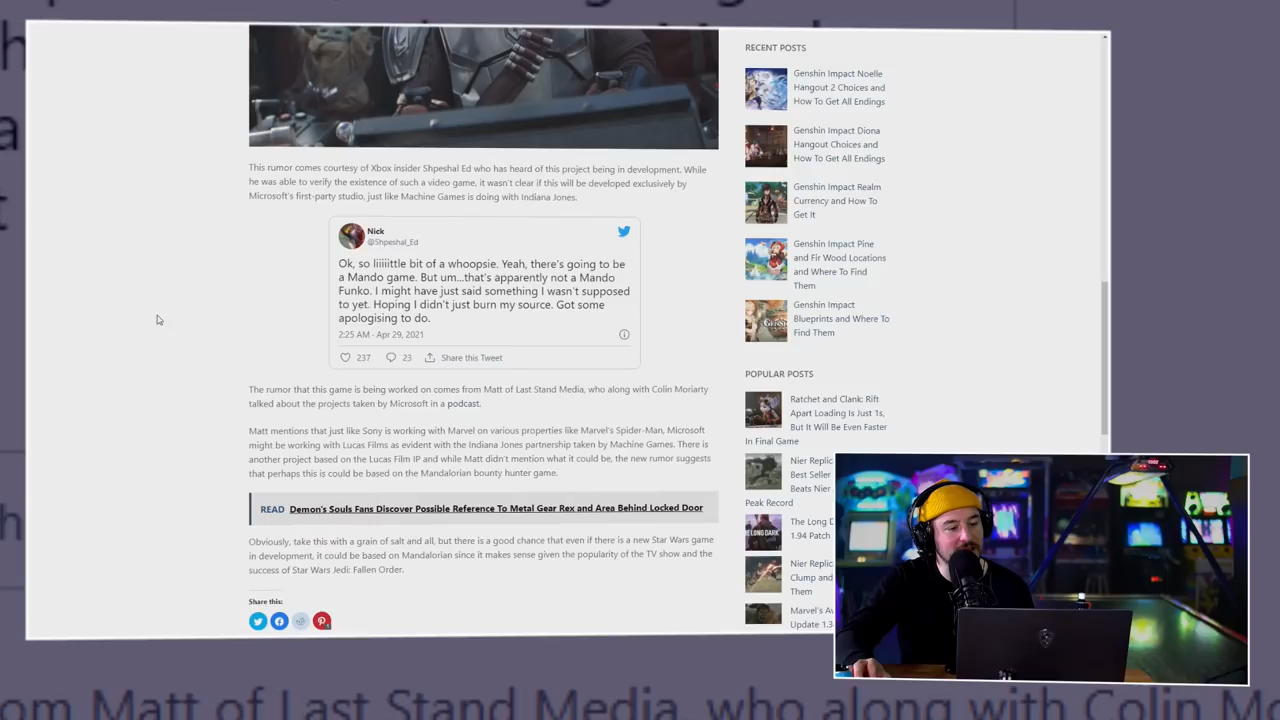 This rumor comes courtesy of Xbox insider Shpeshal Ed who has heard of this project being in development. While
he was able to verify the existence of such a video game, it wasn't clear if this will be developed exclusively by
Microsoft's first-party studio, just like Machine Games is doing with Indiana Jones.
Nick
@Shpeshal_Ed
Ok, so liiiiittle bit of a whoopsie. Yeah, there's going to be
a Mando game. But um...that's apparently not a Mando
Funko. I might have just said something I wasn't supposed
to yet. Hoping I didn't just burn my source. Got some
apologising to do.
2:25 AM · Apr 29, 2021
237 23 Share this Tweet
The rumor that this game is being worked on comes from Matt of Last Stand Media, who along with Colin Moriarty
talked about the projects taken by Microsoft in a podcast.
Matt mentions that just like Sony is working with Marvel on various properties like Marvel's Spider-Man, Microsoft
might be working with Lucas Films as evident with the Indiana Jones partnership taken by Machine Games. There is
another project based on the Lucas Film IP and while Matt didn't mention what it could be, the new rumor suggests
that perhaps this is could be based on the Mandalorian bounty hunter game.
READ Demon's Souls Fans Discover Possible Reference To Metal Gear Rex and Area Behind Locked Door
Obviously, take this with a grain of salt and all, but there is a good chance that even if there is a new Star Wars game
in development, it could be based on Mandalorian since it makes sense given the popularity of the TV show and the
success of Star Wars Jedi: Fallen Order.
Share this:
RECENT POSTS
Genshin Impact Noelle
Hangout 2 Choices and
How To Get All Endings
Genshin Impact Diona
Hangout Choices and
How To Get All Endings
Genshin Impact Realm
Currency and How To
Get It
Genshin Impact Pine
and Fir Wood Locations
and Where To Find
Them
Genshin Impact
Blueprints and Where To
Find Them
POPULAR POSTS
Ratchet and Clank: Rift
Apart Loading Is Just 1s,
But It Will Be Even Faster
In Final Game
Nier Replic
Best Seller
Beats Nier
Peak Record
The Long D
1.94 Patch
Nier Replic
Clump and
Them
Marvel's Av
Update 1.3
om Matt of Last Stand Media, who along with Colin Mo